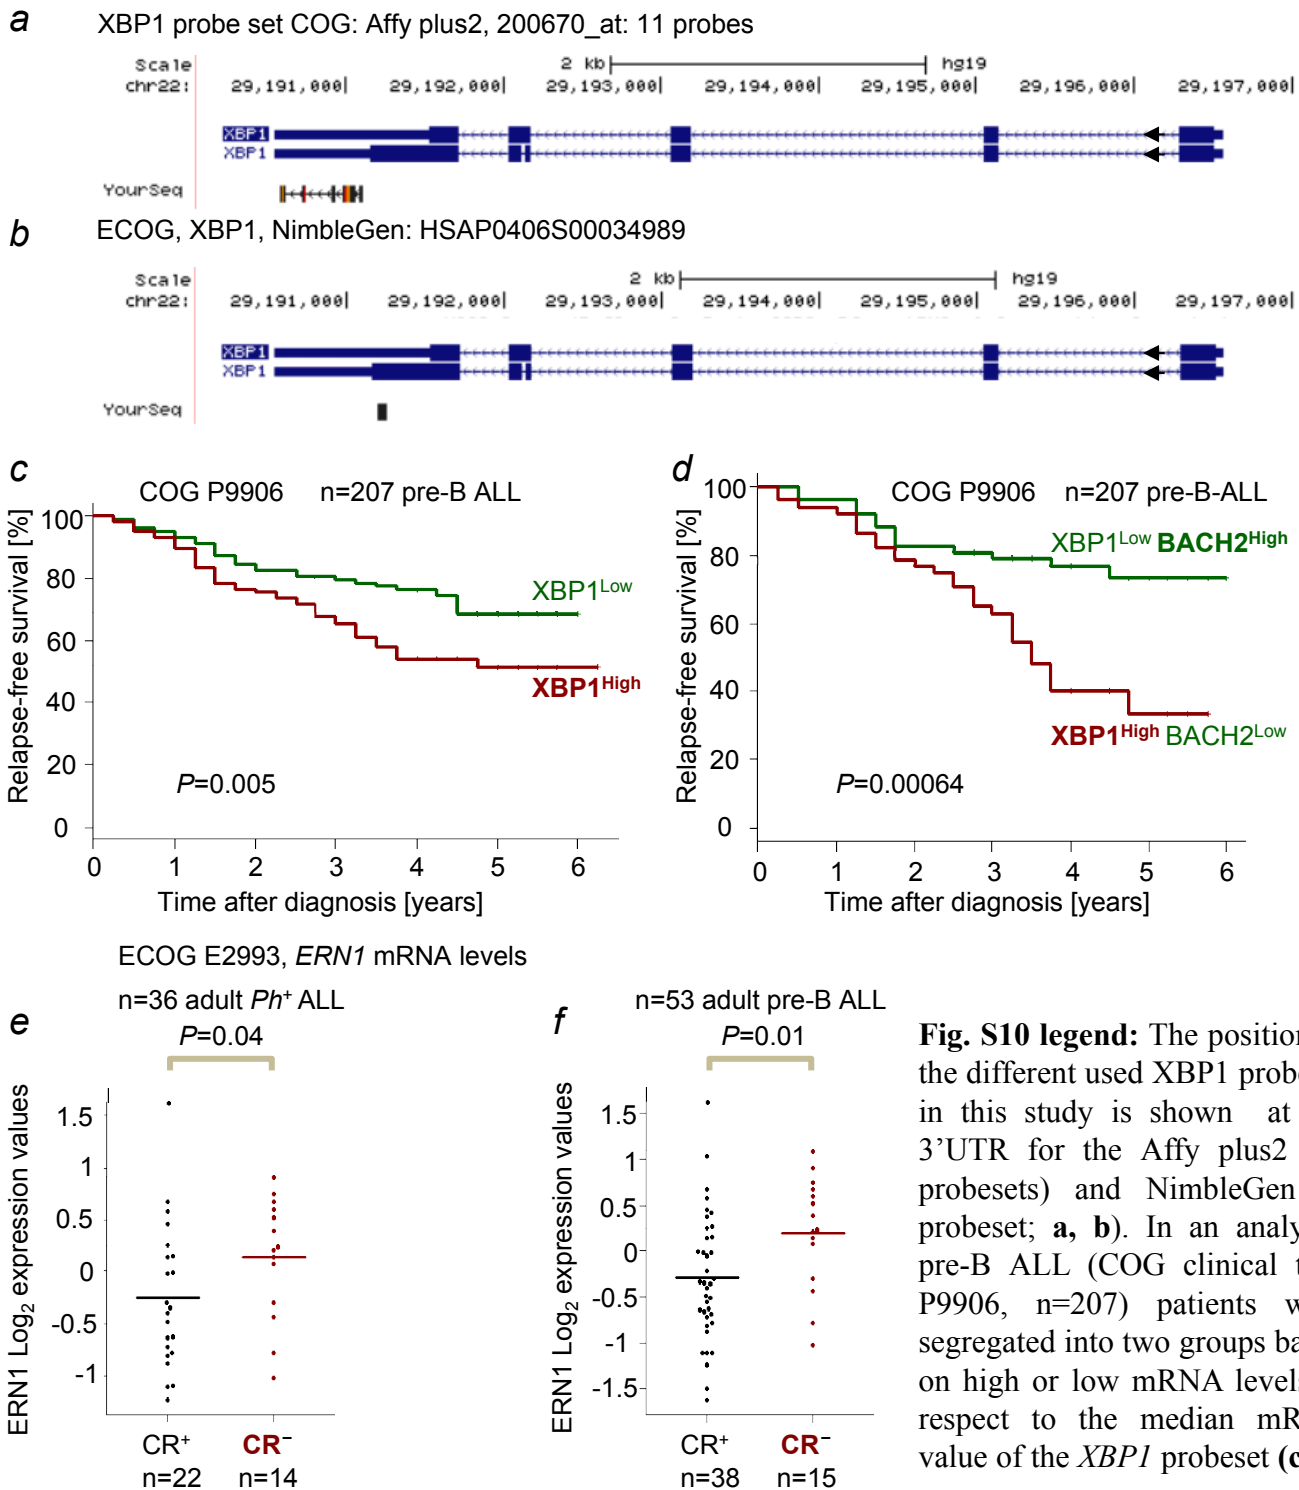 a XBP1 probe set COG: Affy plus2, 200670_at: 11 probes
Scale 2 kb hg19
chr22: 29,191,000| 29,192,000| 29,193,000| 29,194,000| 29,195,000| 29,196,000| 29,197,000|
XBP1
XBP1
YourSeq
b ECOG, XBP1, NimbleGen: HSAP0406S00034989
Scale 2 kb hg19
chr22: 29,191,000| 29,192,000| 29,193,000| 29,194,000| 29,195,000| 29,196,000| 29,197,000|
XBP1
XBP1
YourSeq
c
COG P9906 n=207 pre-B ALL
Relapse-free survival [%]
100
80
60
40
20
0
XBP1Low
XBP1High
P=0.005
0 1 2 3 4 5 6
Time after diagnosis [years]
d
COG P9906 n=207 pre-B-ALL
Relapse-free survival [%]
100
80
60
40
20
0
XBP1Low BACH2High
XBP1High BACH2Low
P=0.00064
0 1 2 3 4 5 6
Time after diagnosis [years]
ECOG E2993, ERN1 mRNA levels
e
n=36 adult Ph+ ALL
P=0.04
ERN1 Log2 expression values
1.5
1
0.5
0
-0.5
-1
CR+ CR−
n=22 n=14
f
n=53 adult pre-B ALL
P=0.01
ERN1 Log2 expression values
1.5
1
0.5
0
-0.5
-1
-1.5
CR+ CR−
n=38 n=15
Fig. S10 legend: The position
the different used XBP1 probe
in this study is shown at
3’UTR for the Affy plus2
probesets) and NimbleGen
probeset; a, b). In an analy
pre-B ALL (COG clinical t
P9906, n=207) patients w
segregated into two groups ba
on high or low mRNA levels
respect to the median mR
value of the XBP1 probeset (c